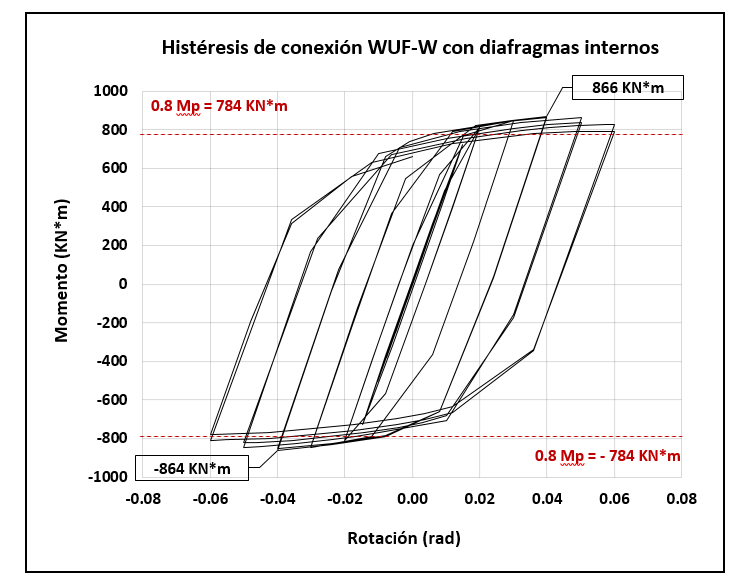 Histéresis de conexión WUF-W con diafragmas internos
866 KN*m
0.8 Mp = 784 KN*m
1000
800
600
400
200
0
-200
-400
-600
-800
-1000
Momento (KN*m)
0.8 Mp = - 784 KN*m
-864 KN*m
-0.08 -0.06 -0.04 -0.02 0.00 0.02 0.04 0.06 0.08
Rotación (rad)